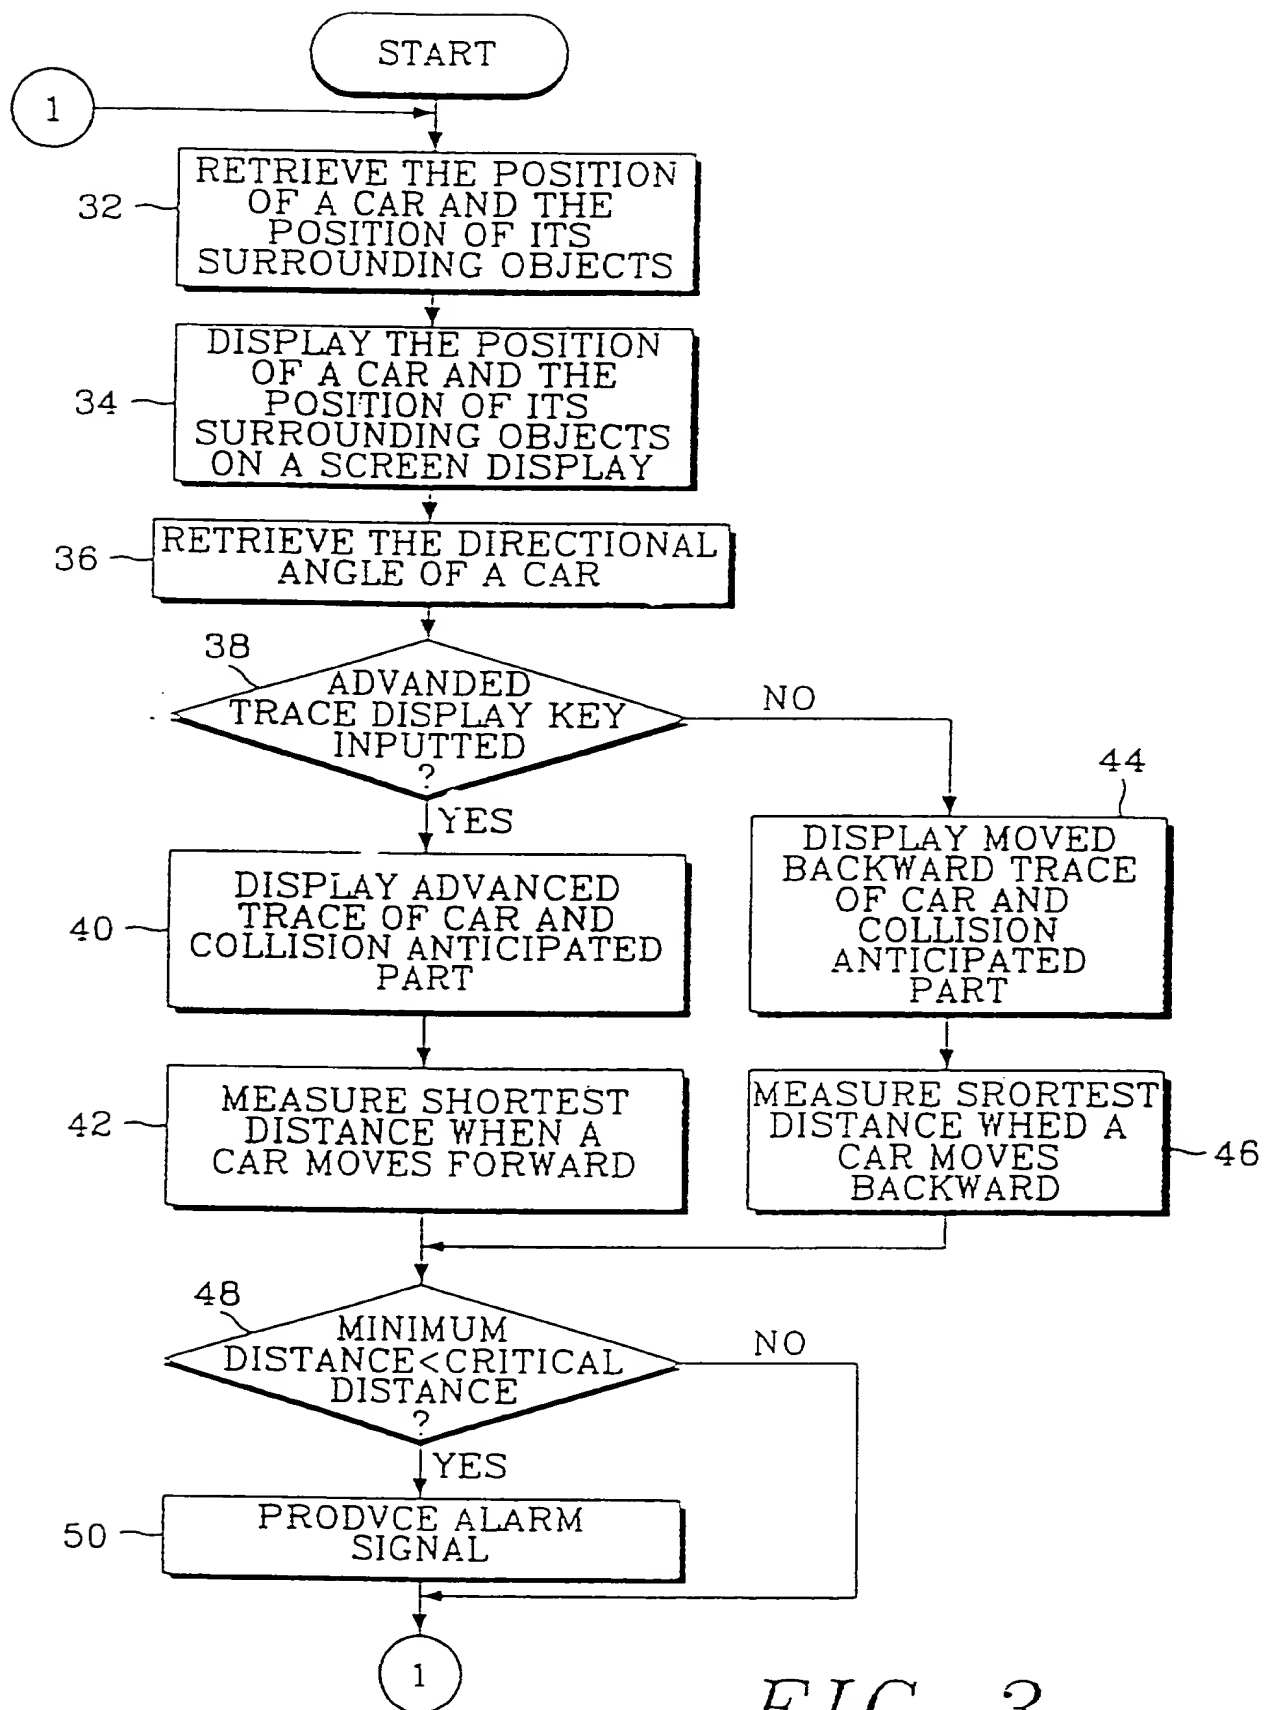 START
1
RETRIEVE THE POSITION
OF A CAR AND THE
POSITION OF ITS
SURROUNDING OBJECTS
32
DISPLAY THE POSITION
OF A CAR AND THE
POSITION OF ITS
SURROUNDING OBJECTS
ON A SCREEN DISPLAY
34
RETRIEVE THE DIRECTIONAL
ANGLE OF A CAR
36
38
ADVANDED
TRACE DISPLAY KEY
INPUTTED
?
NO
YES
44
DISPLAY MOVED
BACKWARD TRACE
OF CAR AND
COLLISION
ANTICIPATED
PART
DISPLAY ADVANCED
TRACE OF CAR AND
COLLISION ANTICIPATED
PART
40
MEASURE SHORTEST
DISTANCE WHEN A
CAR MOVES FORWARD
42
MEASURE SRORTEST
DISTANCE WHED A
CAR MOVES
BACKWARD
46
48
MINIMUM
DISTANCE<CRITICAL
DISTANCE
?
NO
YES
PRODVCE ALARM
SIGNAL
50
1
FIG. 3